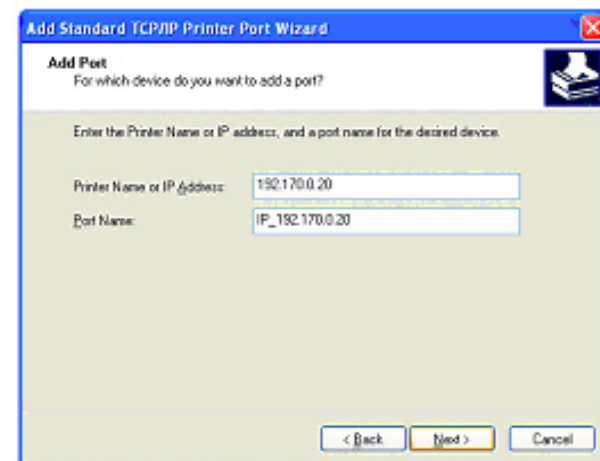 Add Standard TCP/IP Printer Port Wizard
Add Port
For which device do you want to add a port?
Enter the Printer Name or IP address, and a port name for the desired device.
Printer Name or IP Address: 192.170.0.20
Port Name: IP_192.170.0.20
< Back Next > Cancel